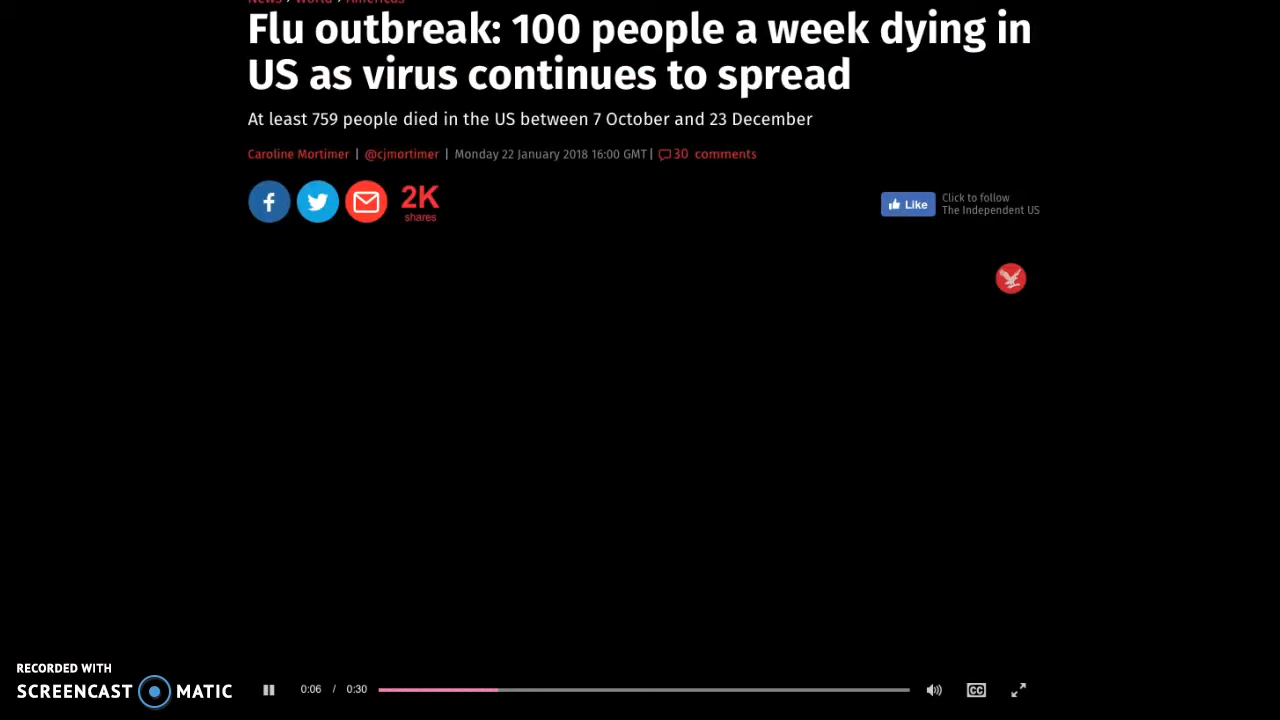 News › World › Americas
Flu outbreak: 100 people a week dying in
US as virus continues to spread
At least 759 people died in the US between 7 October and 23 December
Caroline Mortimer | @cjmortimer | Monday 22 January 2018 16:00 GMT | 30 comments
2K
shares
Like
Click to follow
The Independent US
RECORDED WITH
SCREENCAST MATIC
0:06 / 0:30
CC